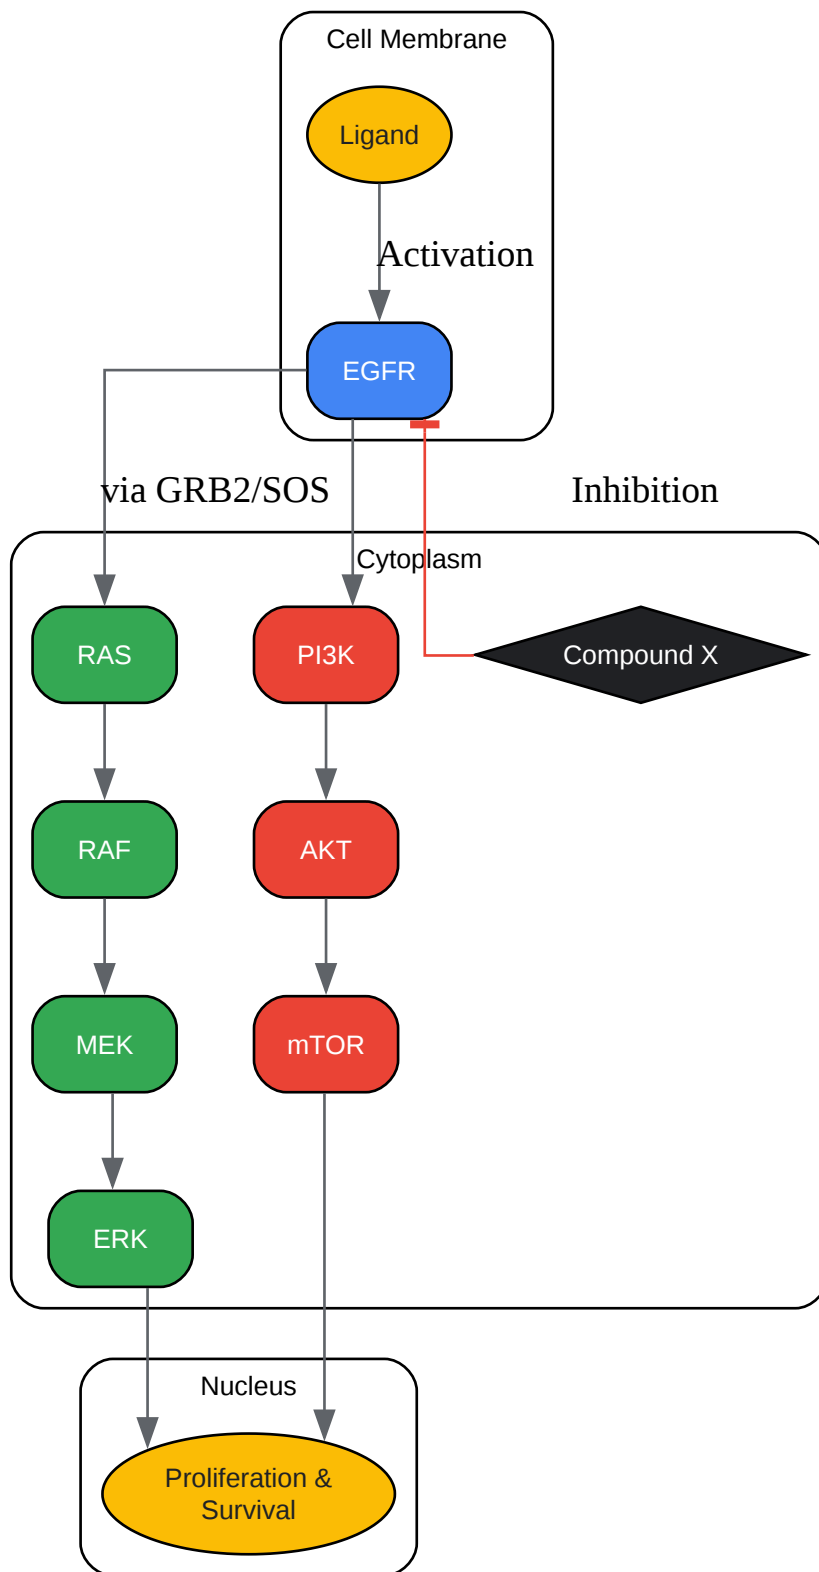 Cell Membrane
Ligand
Activation
EGFR
via GRB2/SOS
Inhibition
Cytoplasm
RAS
PI3K
Compound X
RAF
AKT
MEK
mTOR
ERK
Nucleus
Proliferation &
Survival